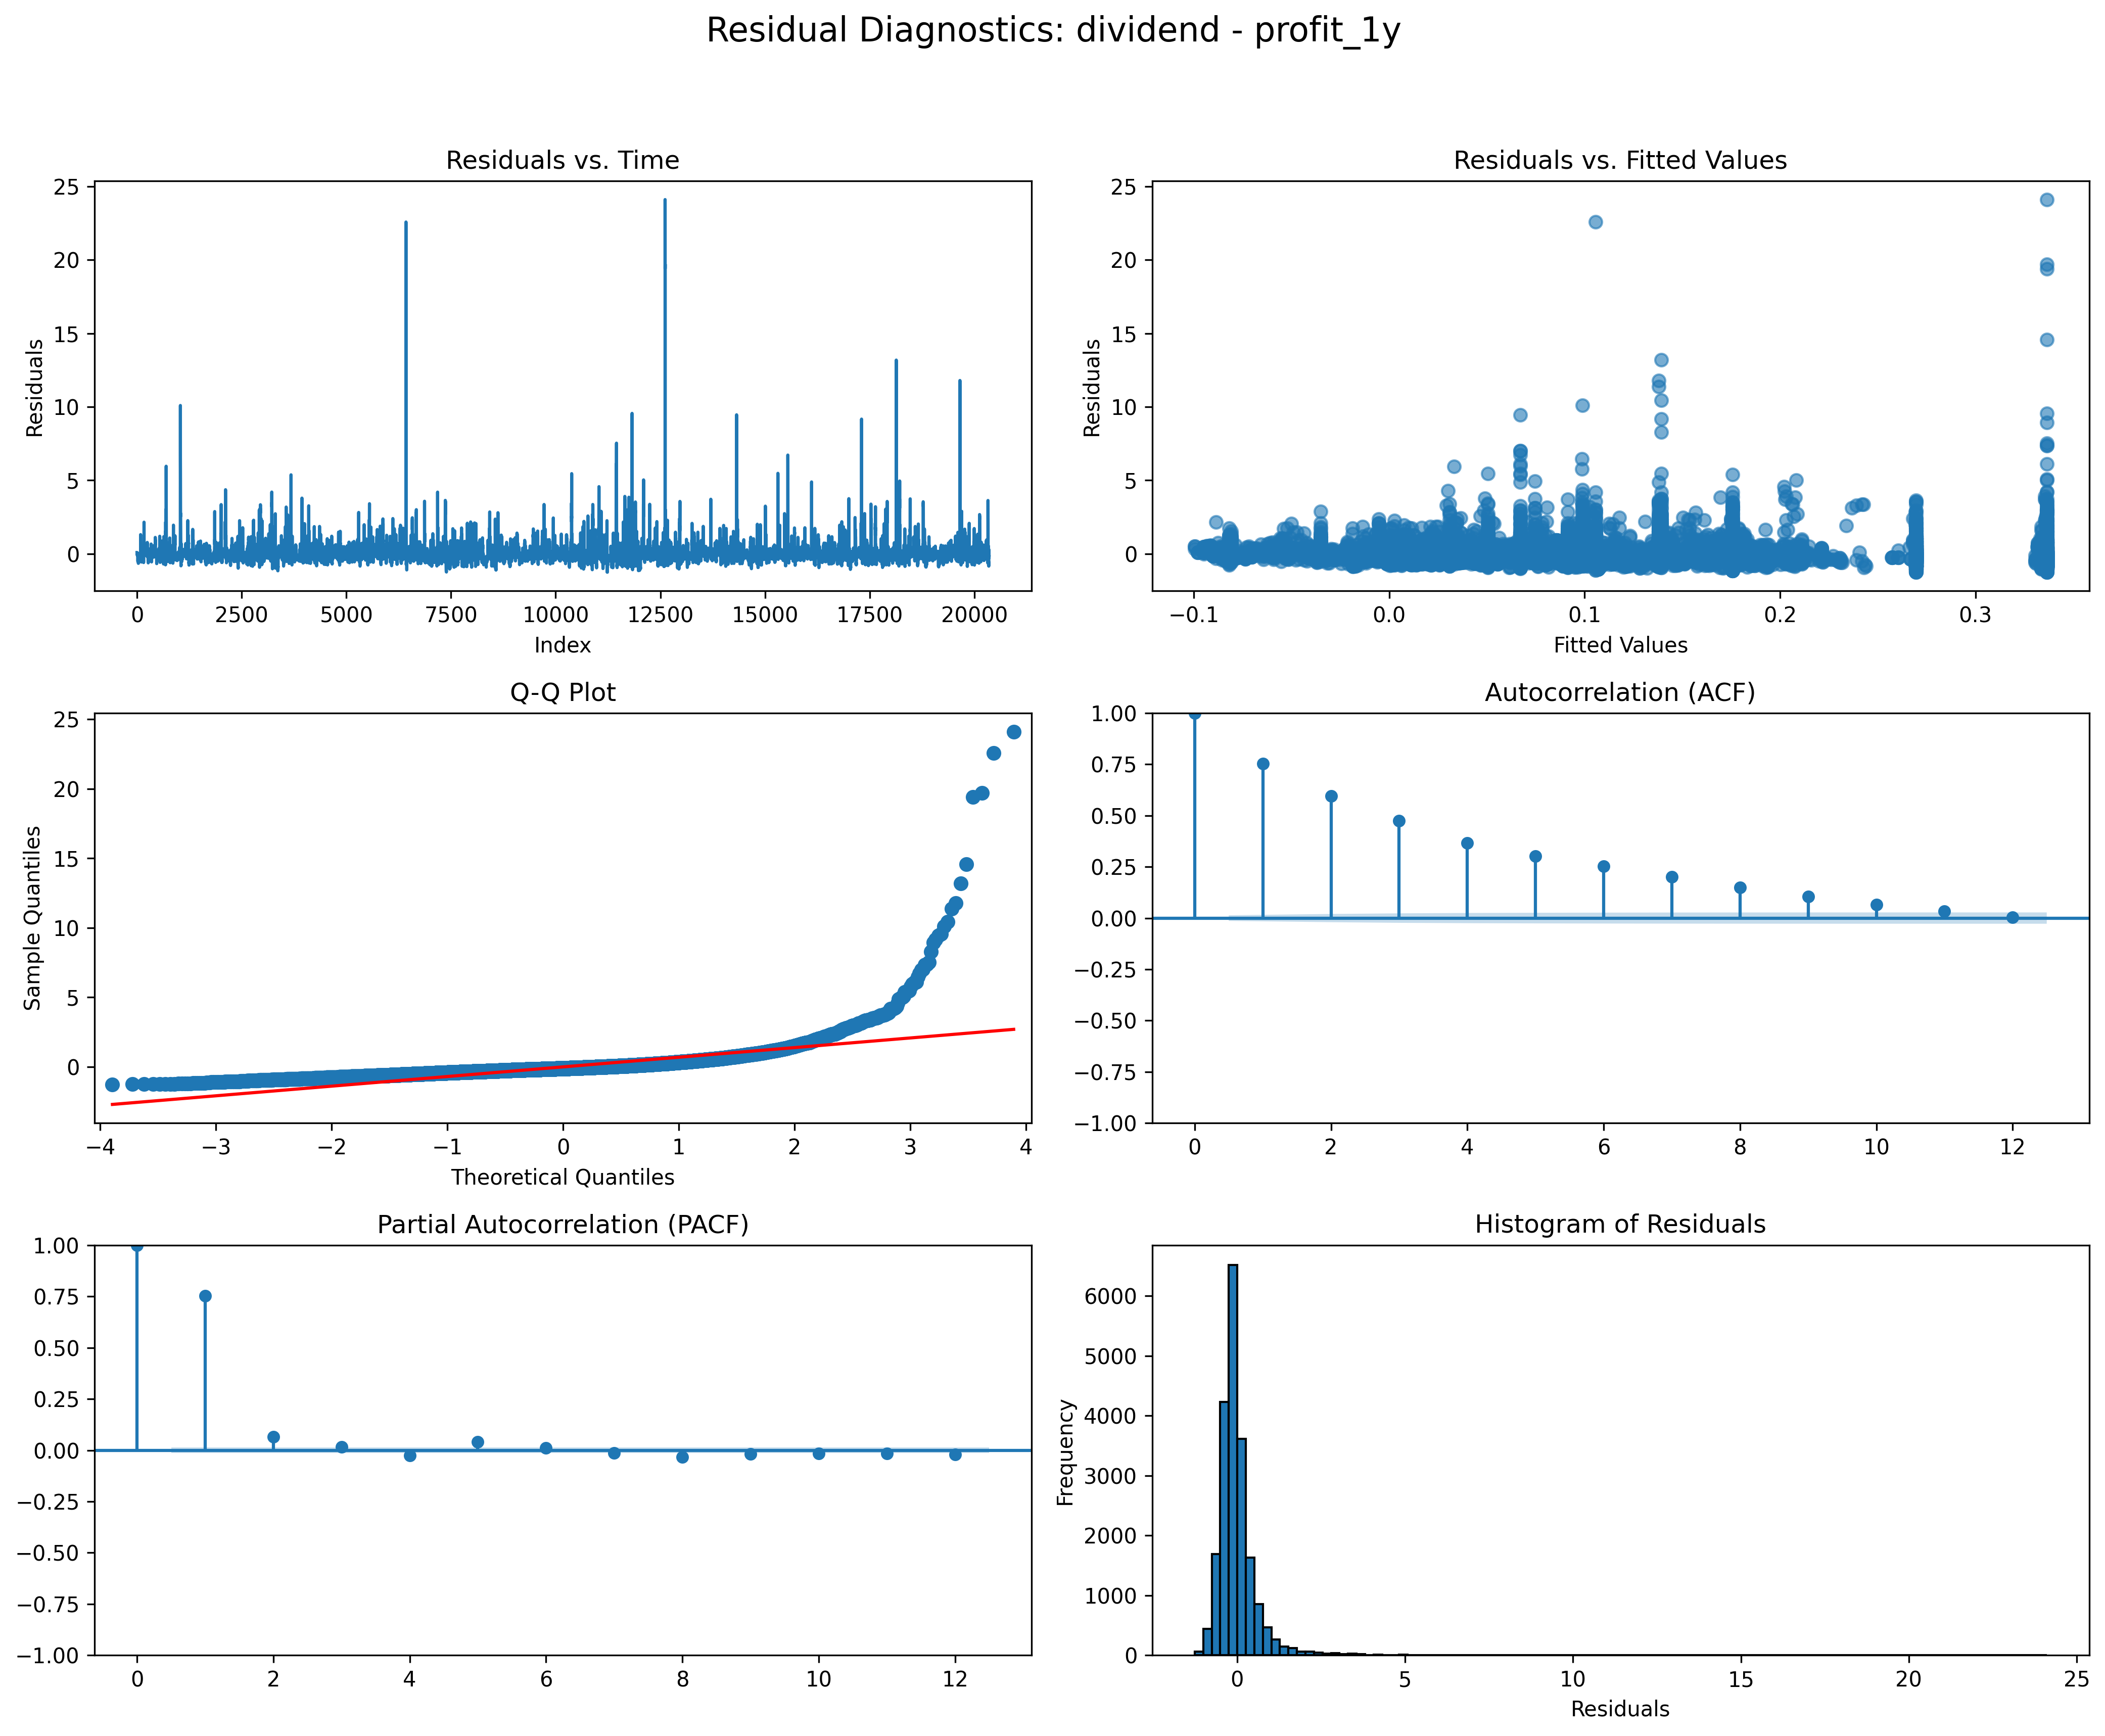 Residual Diagnostics: dividend - profit_1y
Residuals vs. Time
25
20
15
10
5
0
Residuals
0 2500 5000 7500 10000 12500 15000 17500 20000
Index
Residuals vs. Fitted Values
25
20
15
10
5
0
Residuals
−0.1 0.0 0.1 0.2 0.3
Fitted Values
Q-Q Plot
25
20
15
10
5
0
Sample Quantiles
−4 −3 −2 −1 0 1 2 3 4
Theoretical Quantiles
Autocorrelation (ACF)
1.00
0.75
0.50
0.25
0.00
−0.25
−0.50
−0.75
−1.00
0 2 4 6 8 10 12
Partial Autocorrelation (PACF)
1.00
0.75
0.50
0.25
0.00
−0.25
−0.50
−0.75
−1.00
0 2 4 6 8 10 12
Histogram of Residuals
6000
5000
4000
3000
2000
1000
0
Frequency
0 5 10 15 20 25
Residuals